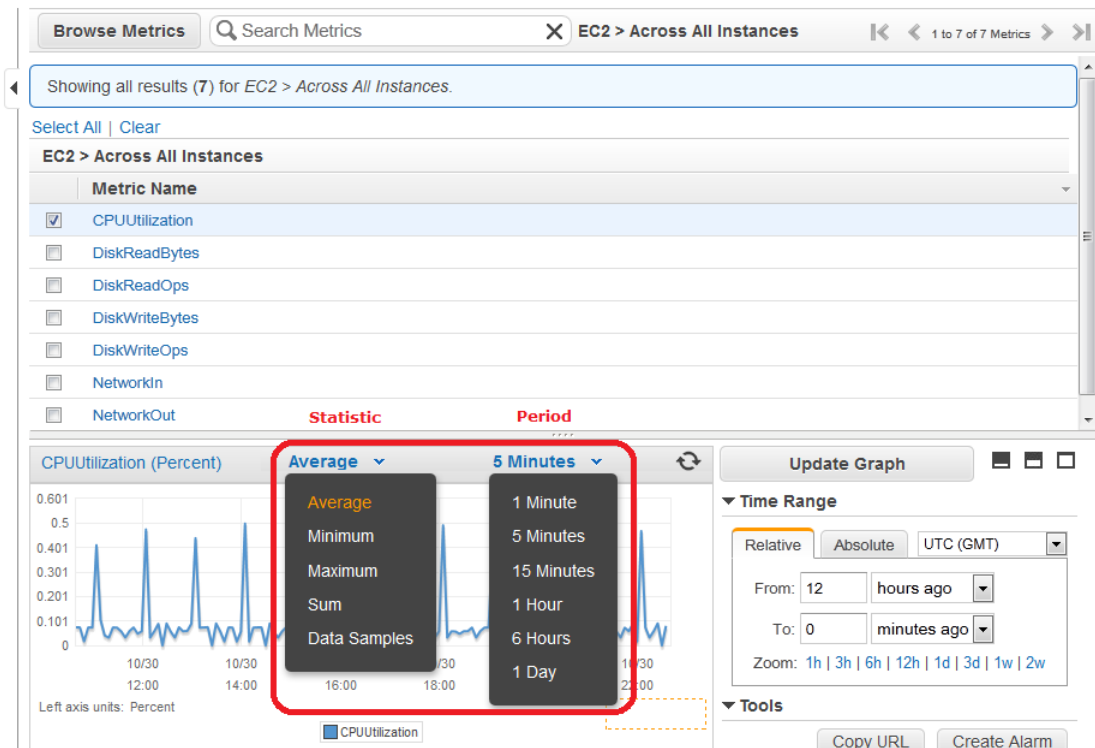 Browse Metrics Search Metrics EC2 > Across All Instances 1 to 7 of 7 Metrics
Showing all results (7) for EC2 > Across All Instances.
Select All | Clear
EC2 > Across All Instances
Metric Name
CPUUtilization
DiskReadBytes
DiskReadOps
DiskWriteBytes
DiskWriteOps
NetworkIn
NetworkOut
Statistic Period
CPUUtilization (Percent) Average 5 Minutes
Average
Minimum
Maximum
Sum
Data Samples
1 Minute
5 Minutes
15 Minutes
1 Hour
6 Hours
1 Day
0.601
0.5
0.401
0.301
0.201
0.101
0
10/30 10/30 /30 10/30
12:00 14:00 16:00 18:00 22:00
Left axis units: Percent
CPUUtilization
Update Graph
Time Range
Relative Absolute UTC (GMT)
From: 12 hours ago
To: 0 minutes ago
Zoom: 1h | 3h | 6h | 12h | 1d | 3d | 1w | 2w
Tools
Copy URL Create Alarm